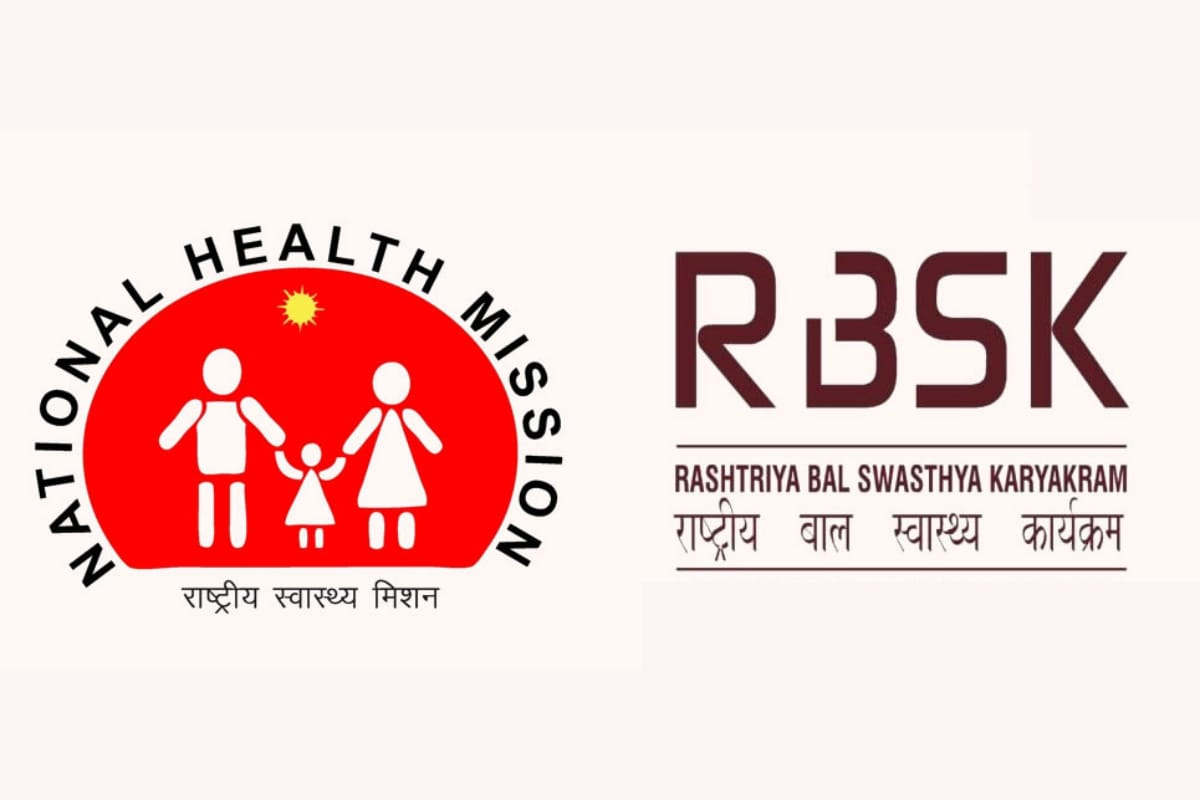 NATIONAL HEALTH MISSION
राष्ट्रीय स्वास्थ्य मिशन
RBSK
RASHTRIYA BAL SWASTHYA KARYAKRAM
राष्ट्रीय बाल स्वास्थ्य कार्यक्रम